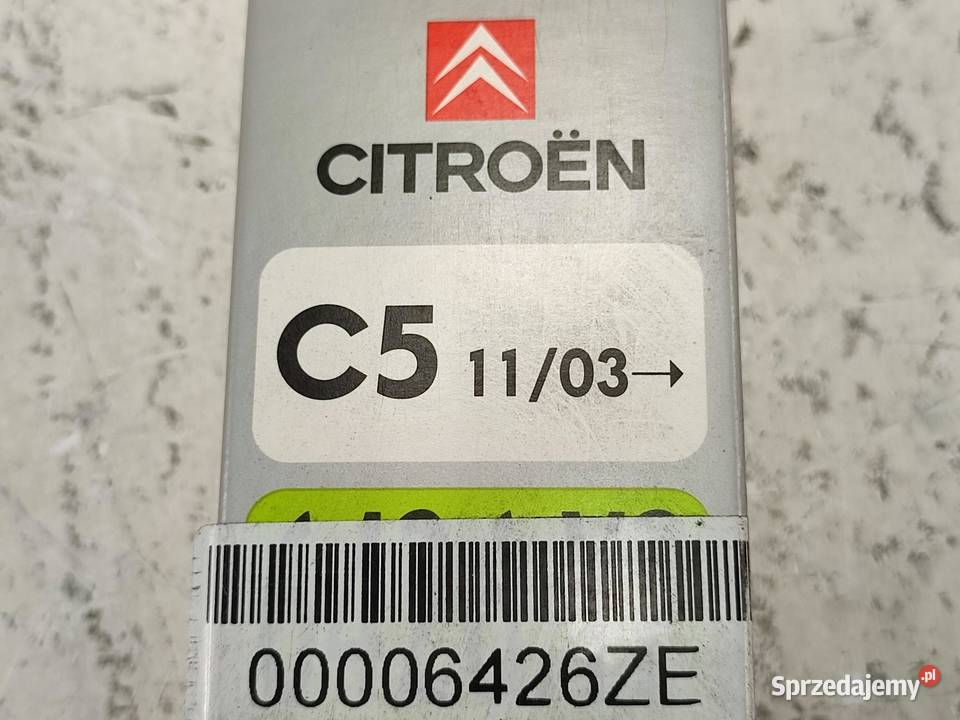 CITROËN
C5 11/03→
00006426ZE
Sprzedajemy.pl